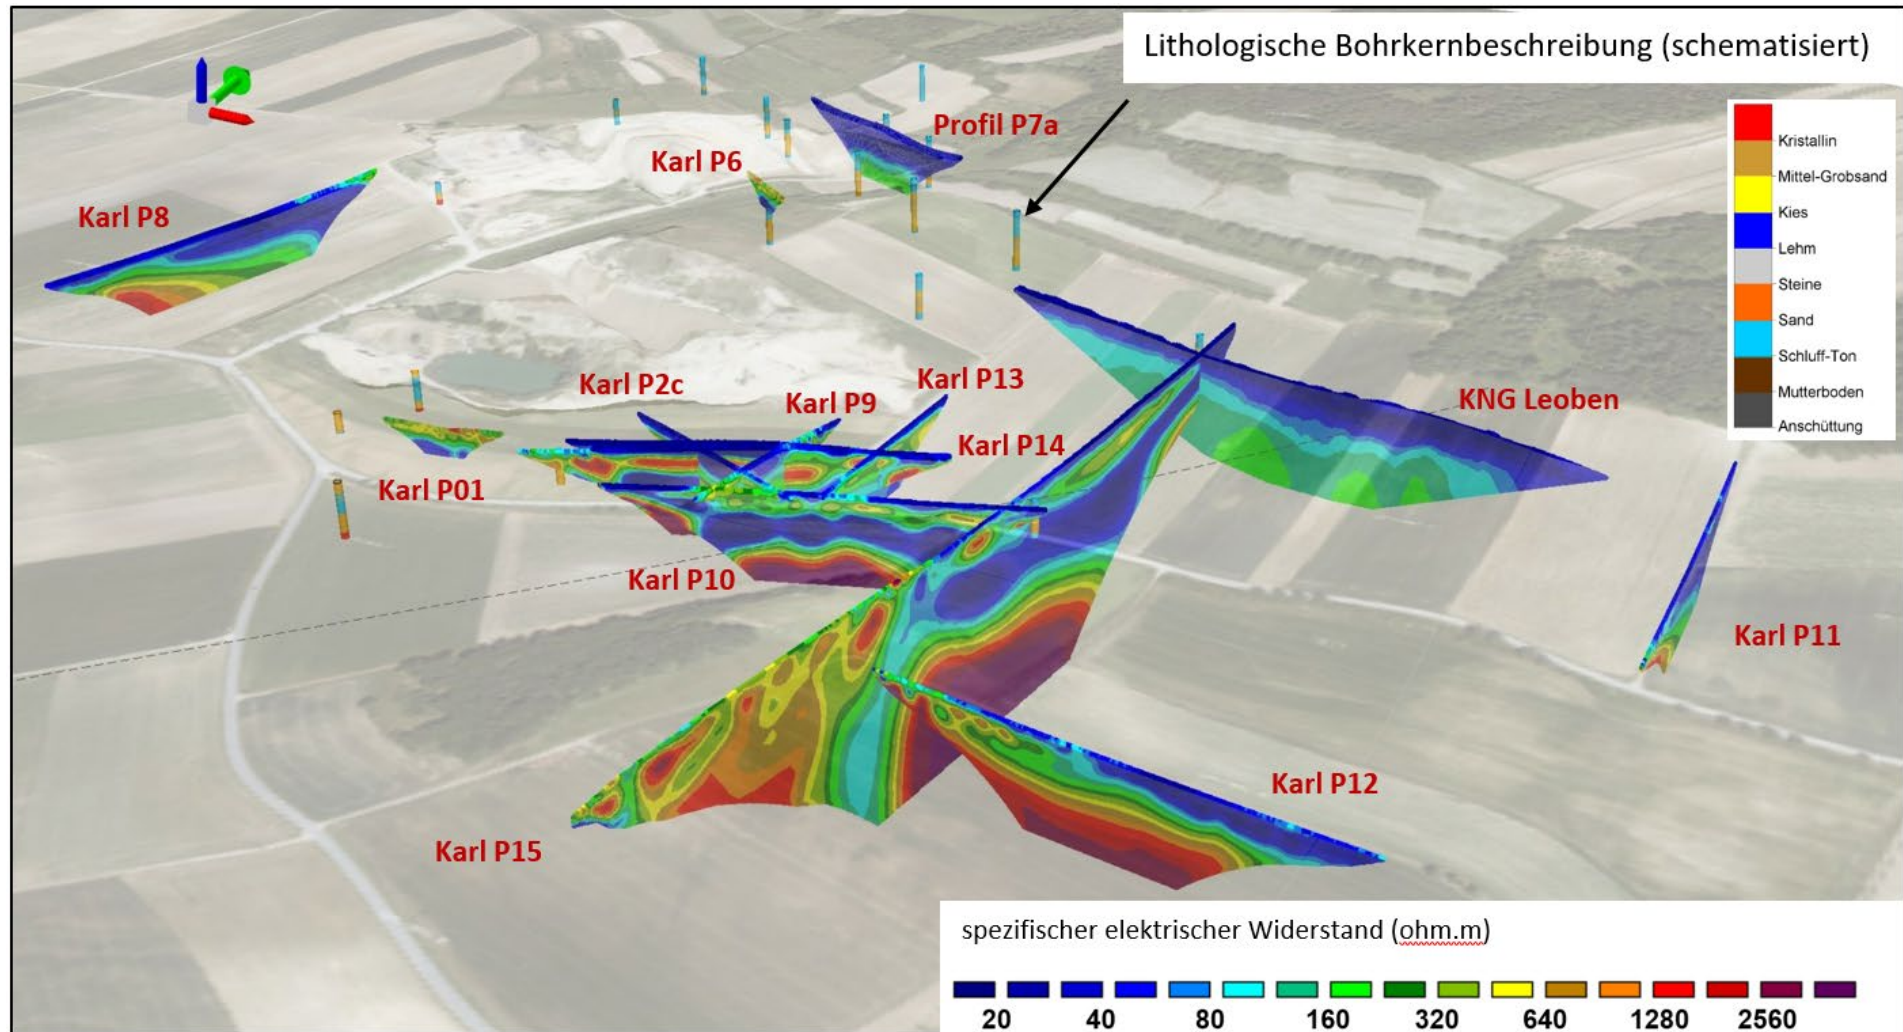 Lithologische Bohrkernbeschreibung (schematisiert)
Kristallin
Mittel-Grobsand
Kies
Lehm
Steine
Sand
Schluff-Ton
Mutterboden
Anschüttung
Profil P7a
Karl P6
Karl P8
Karl P2c
Karl P9
Karl P13
KNG Leoben
Karl P14
Karl P01
Karl P10
Karl P11
Karl P12
Karl P15
spezifischer elektrischer Widerstand (ohm.m)
20 40 80 160 320 640 1280 2560